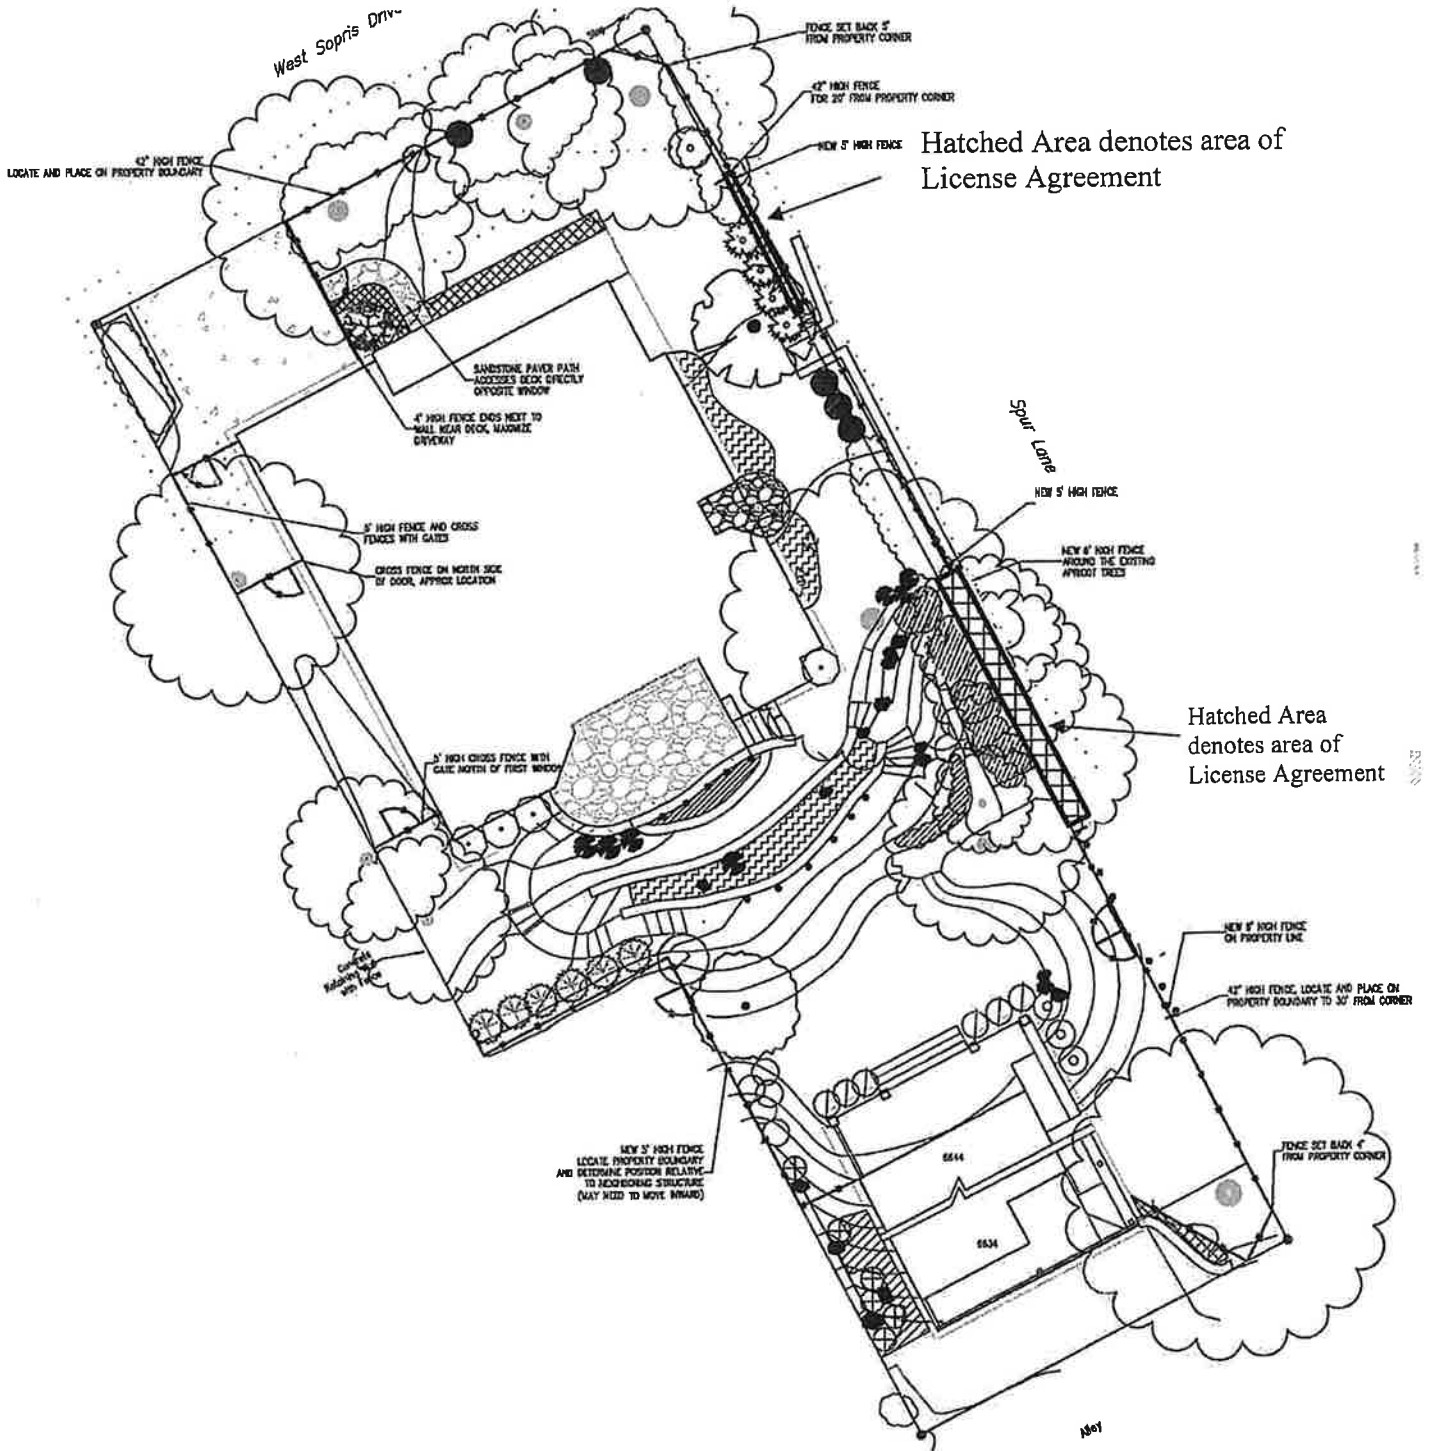 West Sopris Drive
Stop
FENCE SET BACK 5'
FROM PROPERTY CORNER
42" HIGH FENCE
FOR 20' FROM PROPERTY CORNER
NEW 5' HIGH FENCE
Hatched Area denotes area of
License Agreement
42" HIGH FENCE
LOCATE AND PLACE ON PROPERTY BOUNDARY
SANDSTONE PAVER PATH
ACCESSES DECK DIRECTLY
OPPOSITE WINDOW
4' HIGH FENCE ENDS NEXT TO
WALL NEAR DECK, MAXIMIZE
DRIVEWAY
Spur Lane
NEW 5' HIGH FENCE
5' HIGH FENCE AND CROSS
FENCES WITH GATES
NEW 6' HIGH FENCE
AROUND THE EXISTING
APRICOT TREES
CROSS FENCE ON NORTH SIDE
OF DOOR, APPROX LOCATION
Hatched Area
denotes area of
License Agreement
5' HIGH CROSS FENCE WITH
GATE NORTH OF FIRST WINDOW
NEW 6' HIGH FENCE
ON PROPERTY LINE
Concrete
Retaining Wall
with Fence
42" HIGH FENCE, LOCATE AND PLACE ON
PROPERTY BOUNDARY TO 30' FROM CORNER
NEW 5' HIGH FENCE
LOCATE PROPERTY BOUNDARY
AND DETERMINE POSITION RELATIVE
TO NEIGHBORING STRUCTURE
(MAY NEED TO MOVE INWARD)
6644
FENCE SET BACK 4'
FROM PROPERTY CORNER
6634
Alley